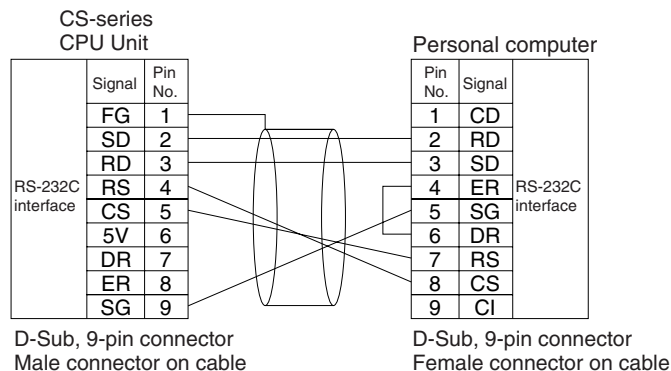 CS-series
CPU Unit
Personal computer
Signal Pin No.
Pin No. Signal
FG 1
1 CD
SD 2
2 RD
RD 3
3 SD
RS 4
4 ER
RS-232C interface
RS-232C interface
CS 5
5 SG
5V 6
6 DR
DR 7
7 RS
ER 8
8 CS
SG 9
9 CI
D-Sub, 9-pin connector
Male connector on cable
D-Sub, 9-pin connector
Female connector on cable